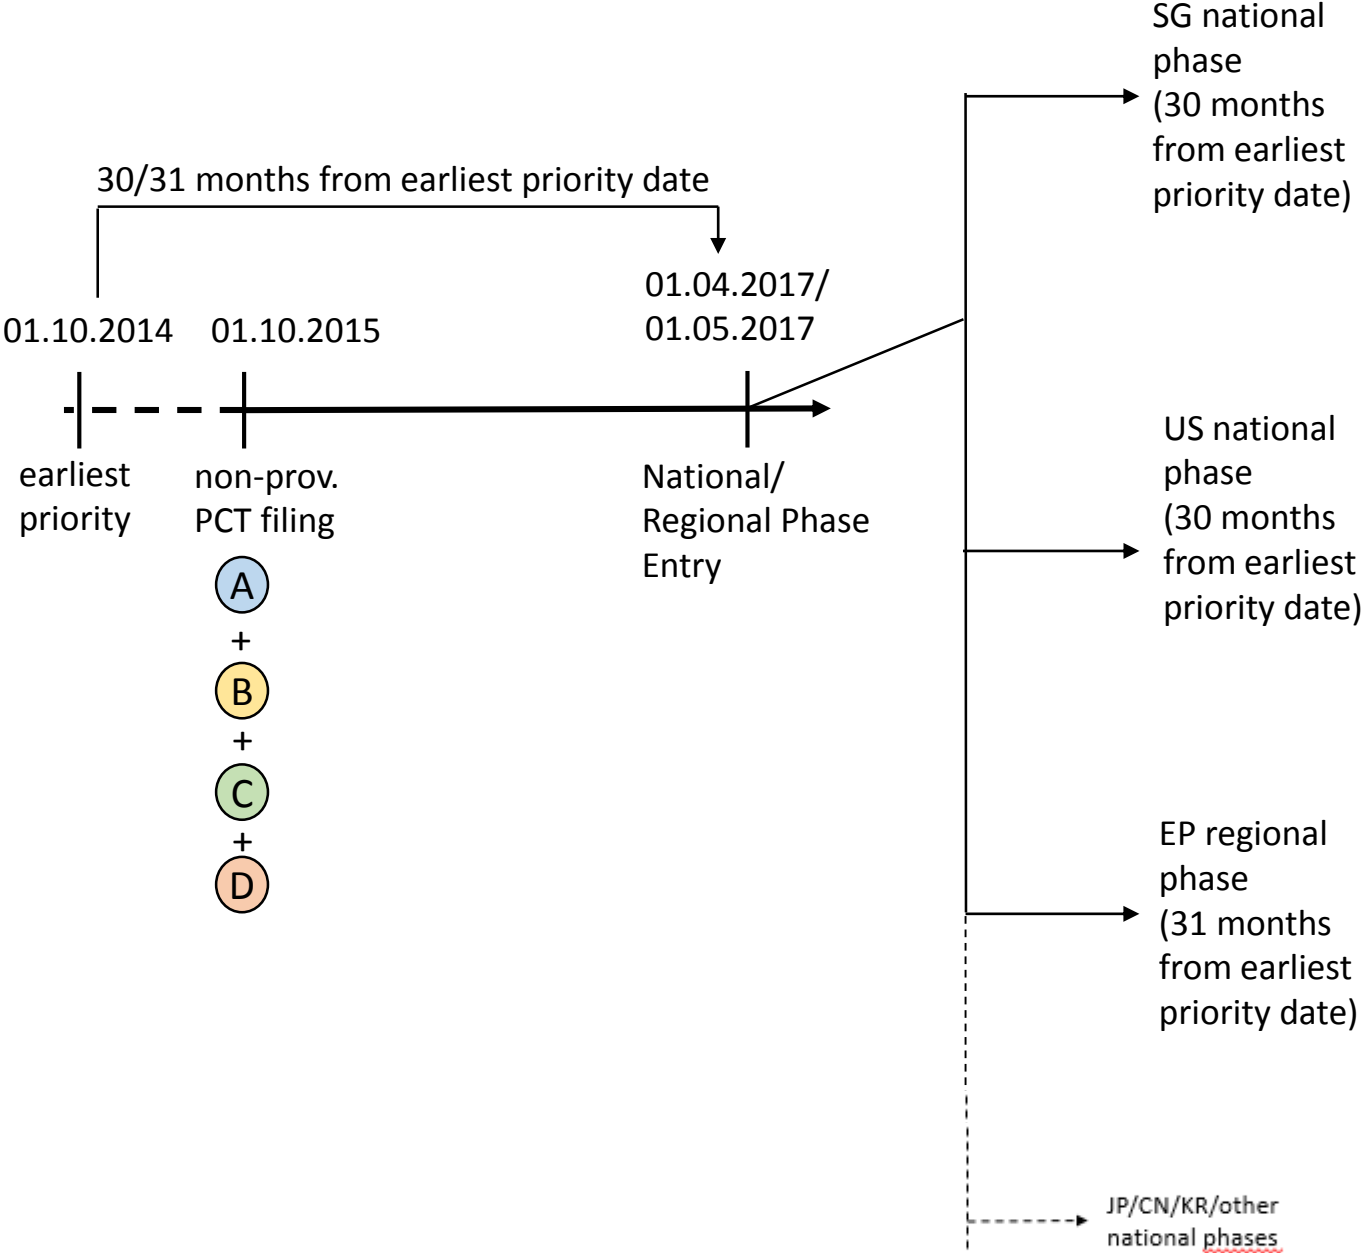 SG national
phase
(30 months
from earliest
priority date)
30/31 months from earliest priority date
01.10.2014
01.10.2015
01.04.2017/
01.05.2017
earliest
priority
non-prov.
PCT filing
National/
Regional Phase
Entry
A
+
B
+
C
+
D
US national
phase
(30 months
from earliest
priority date)
EP regional
phase
(31 months
from earliest
priority date)
JP/CN/KR/other
national phases